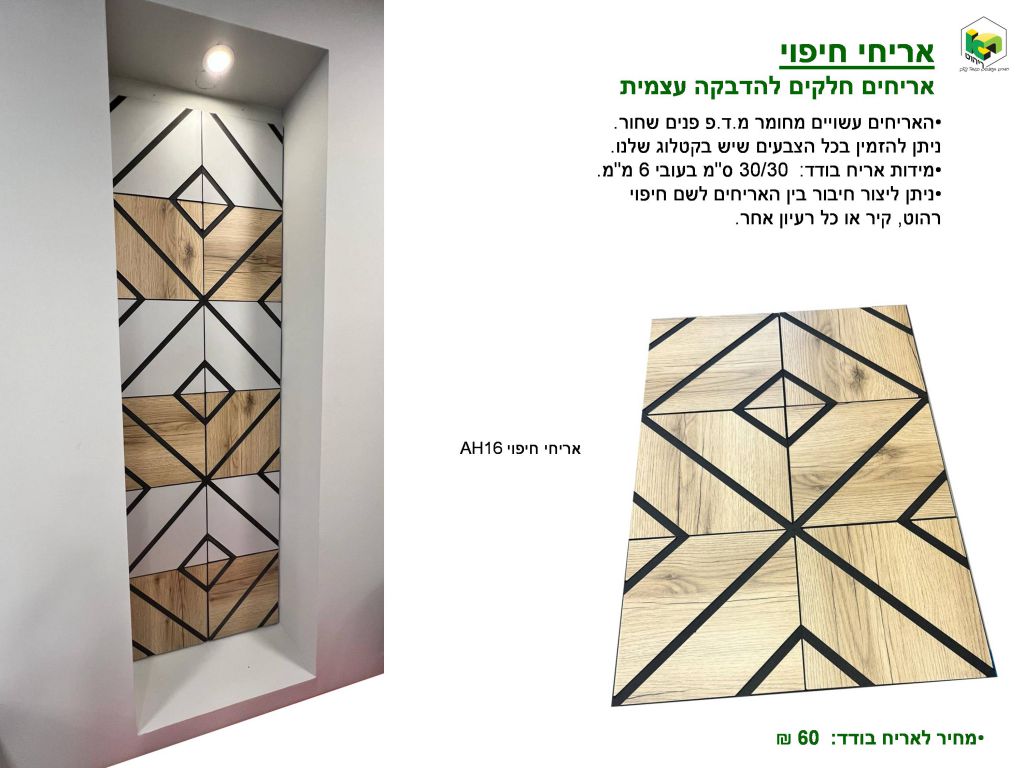 אריחי חיפוי
אריחים חלקים להדבקה עצמית
•האריחים עשויים מחומר מ.ד.פ פנים שחור.
ניתן להזמין בכל הצבעים שיש בקטלוג שלנו.
•מידות אריח בודד: 30/30 ס"מ בעובי 6 מ"מ.
•ניתן ליצור חיבור בין האריחים לשם חיפוי
רהוט, קיר או כל רעיון אחר.
אריחי חיפוי AH16
•מחיר לאריח בודד: 60 ₪